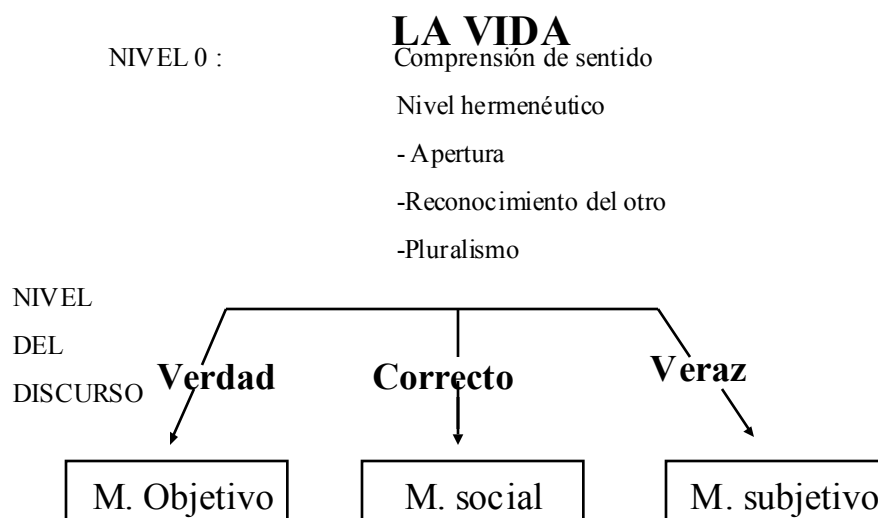 LA VIDA
NIVEL 0 : Comprensión de sentido
Nivel hermenéutico
- Apertura
-Reconocimiento del otro
-Pluralismo
NIVEL
DEL
DISCURSO
Verdad Correcto Veraz
M. Objetivo M. social M. subjetivo